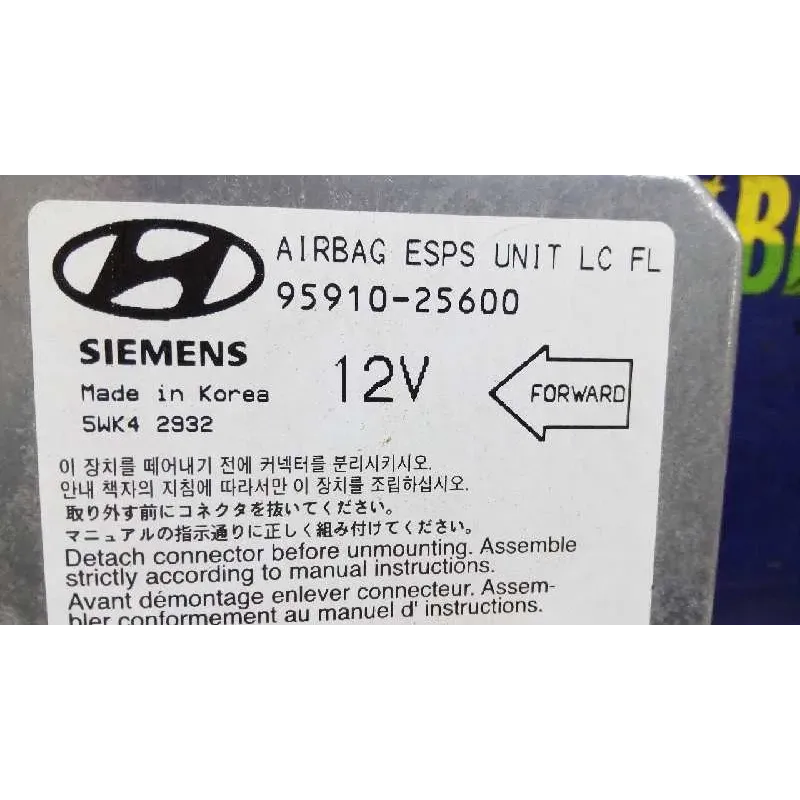 AIRBAG ESPS UNIT LC FL
95910-25600
SIEMENS
12V
FORWARD
Made in Korea
5WK4 2932
이 장치를 떼어내기 전에 커넥터를 분리시키시오.
안내 책자의 지침에 따라서만 이 장치를 조립하십시오.
取り外す前にコネクタを抜いてください。
マニュアルの指示通りに正しく組み付けてください。
Detach connector before unmounting. Assemble
strictly according to manual instructions.
Avant démontage enlever connecteur. Assem-
bler conformement au manuel d' instructions.